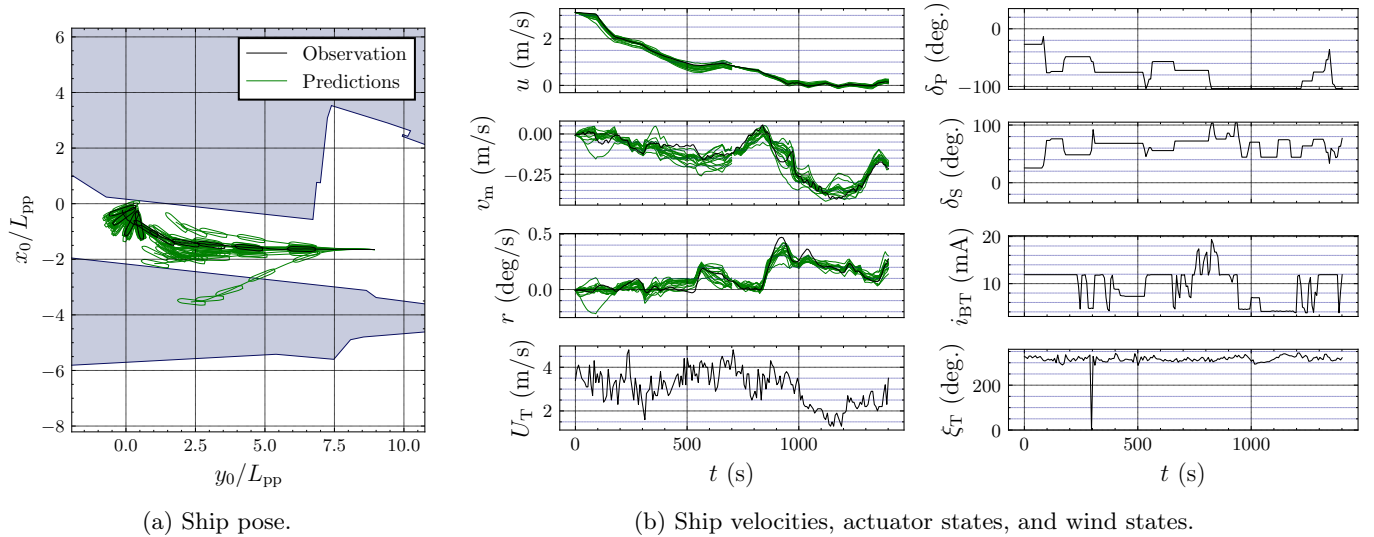 Observation
Predictions
6
4
2
0
−2
−4
−6
−8
x₀/Lpp
0.0 2.5 5.0 7.5 10.0
y₀/Lpp
(a) Ship pose.
2
0
u (m/s)
0.00
−0.25
vm (m/s)
0.5
0.0
r (deg/s)
4
2
UT (m/s)
0 500 1000
t (s)
0
−100
δP (deg.)
100
0
δS (deg.)
20
10
iBT (mA)
200
0
ξT (deg.)
0 500 1000
t (s)
(b) Ship velocities, actuator states, and wind states.